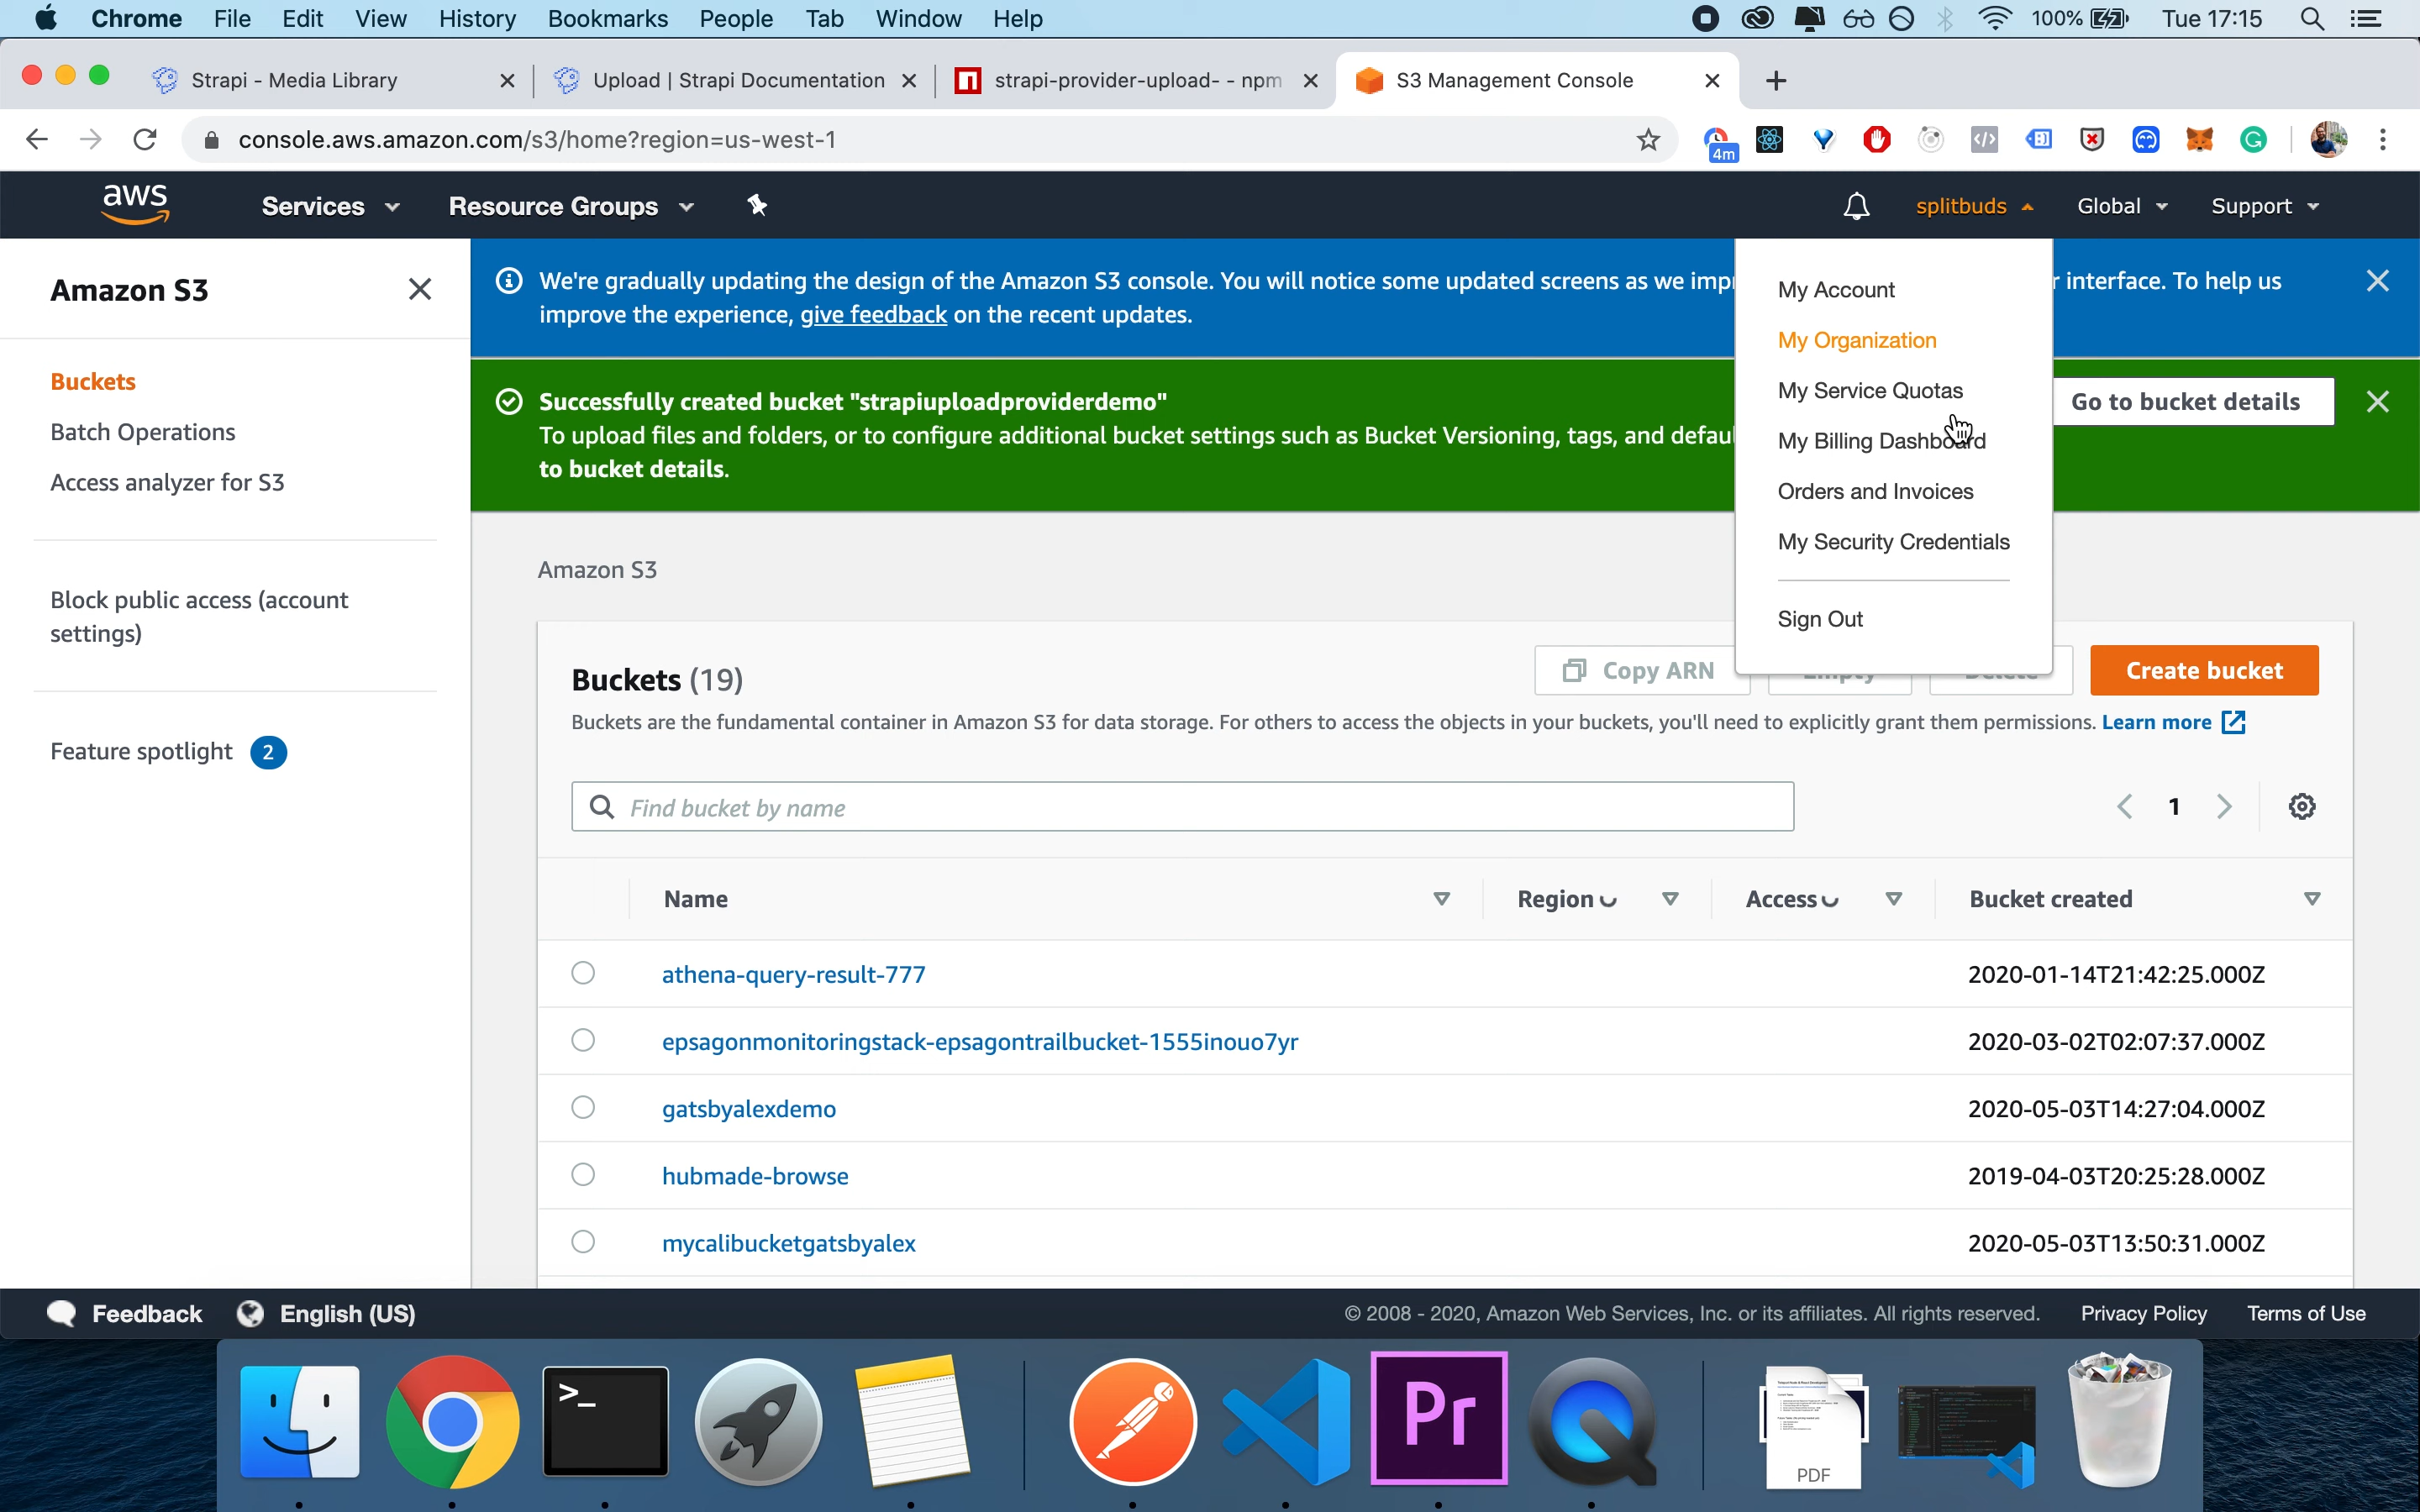 Chrome File Edit View History Bookmarks People Tab Window Help 100% Tue 17:15
Strapi - Media Library Upload | Strapi Documentation strapi-provider-upload- - npm S3 Management Console
console.aws.amazon.com/s3/home?region=us-west-1 4m
aws Services Resource Groups splitbuds Global Support
Amazon S3
Buckets
Batch Operations
Access analyzer for S3
Block public access (account
settings)
Feature spotlight 2
We're gradually updating the design of the Amazon S3 console. You will notice some updated screens as we imp r interface. To help us
improve the experience, give feedback on the recent updates.
Successfully created bucket "strapiuploadproviderdemo"
To upload files and folders, or to configure additional bucket settings such as Bucket Versioning, tags, and defau
to bucket details.
Go to bucket details
My Account
My Organization
My Service Quotas
My Billing Dashboard
Orders and Invoices
My Security Credentials
Sign Out
Amazon S3
Buckets (19)
Copy ARN Empty Delete Create bucket
Buckets are the fundamental container in Amazon S3 for data storage. For others to access the objects in your buckets, you'll need to explicitly grant them permissions. Learn more
Find bucket by name
1
Name Region Access Bucket created
athena-query-result-777 2020-01-14T21:42:25.000Z
epsagonmonitoringstack-epsagontrailbucket-1555inouo7yr 2020-03-02T02:07:37.000Z
gatsbyalexdemo 2020-05-03T14:27:04.000Z
hubmade-browse 2019-04-03T20:25:28.000Z
mycalibucketgatsbyalex 2020-05-03T13:50:31.000Z
Feedback English (US) © 2008 - 2020, Amazon Web Services, Inc. or its affiliates. All rights reserved. Privacy Policy Terms of Use
Pr
PDF